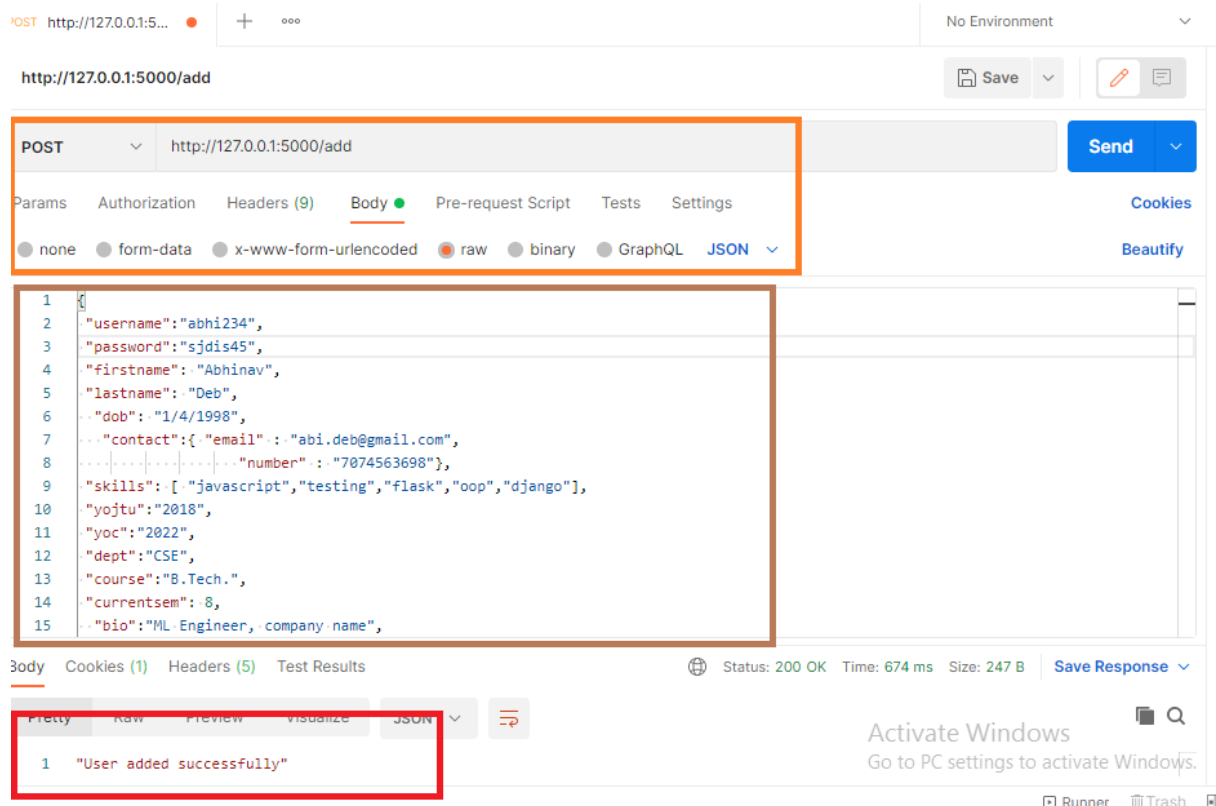 POST http://127.0.0.1:5...
No Environment
http://127.0.0.1:5000/add
Save
POST http://127.0.0.1:5000/add Send
Params Authorization Headers (9) Body Pre-request Script Tests Settings Cookies
none form-data x-www-form-urlencoded raw binary GraphQL JSON Beautify
1 {
2 "username":"abhi234",
3 "password":"sjdis45",
4 "firstname": "Abhinav",
5 "lastname": "Deb",
6 "dob": "1/4/1998",
7 "contact":{ "email" : "abi.deb@gmail.com",
8 "number" : "7074563698"},
9 "skills": [ "javascript","testing","flask","oop","django"],
10 "yojtu":"2018",
11 "yoc":"2022",
12 "dept":"CSE",
13 "course":"B.Tech.",
14 "currentsem": 8,
15 "bio":"ML Engineer, company name",
Body Cookies (1) Headers (5) Test Results Status: 200 OK Time: 674 ms Size: 247 B Save Response
Pretty Raw Preview Visualize JSON
1 "User added successfully"
Activate Windows
Go to PC settings to activate Windows.
Runner Trash